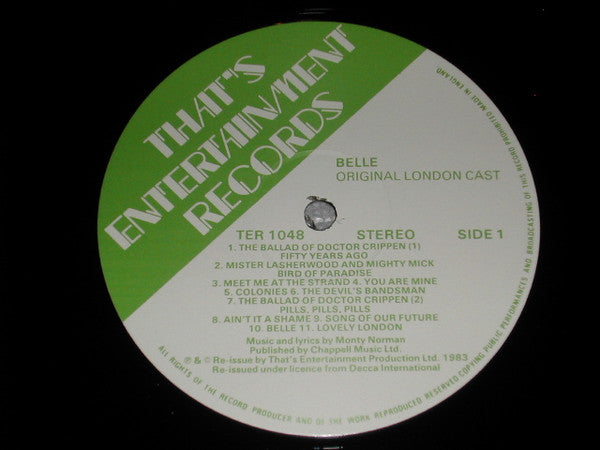 THAT'S
ENTERTAINMENT
RECORDS
BELLE
ORIGINAL LONDON CAST
TER 1048 STEREO SIDE 1
1. THE BALLAD OF DOCTOR CRIPPEN (1)
FIFTY YEARS AGO
2. MISTER LASHERWOOD AND MIGHTY MICK
BIRD OF PARADISE
3. MEET ME AT THE STRAND 4. YOU ARE MINE
5. COLONIES 6. THE DEVIL'S BANDSMAN
7. THE BALLAD OF DOCTOR CRIPPEN (2)
PILLS, PILLS, PILLS
8. AIN'T IT A SHAME 9. SONG OF OUR FUTURE
10. BELLE 11. LOVELY LONDON
Music and lyrics by Monty Norman
Published by Chappell Music Ltd.
℗ & © Re-issue by That's Entertainment Production Ltd. 1983
Re-issued under licence from Decca International
ALL RIGHTS OF THE RECORD PRODUCER AND OF THE WORK REPRODUCED RESERVED COPYING PUBLIC PERFORMANCES AND BROADCASTING OF THIS RECORD PROHIBITED MADE IN ENGLAND